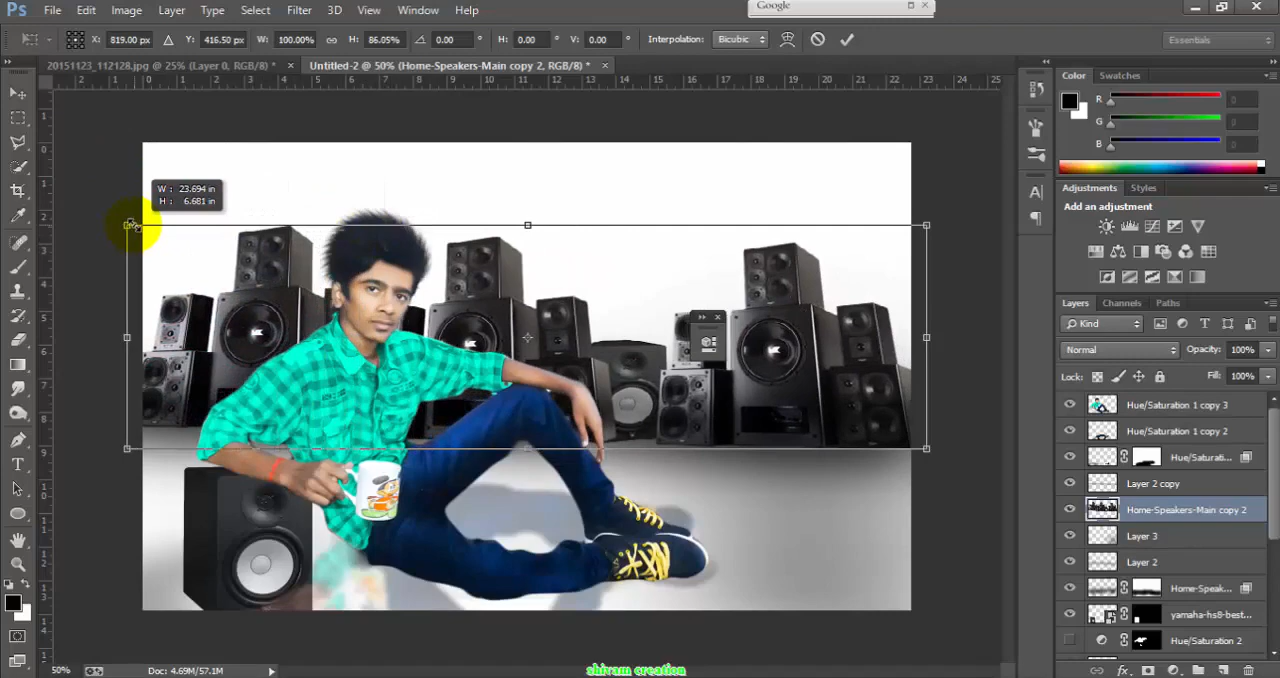 Google
Ps File Edit Image Layer Type Select Filter 3D View Window Help
X: 819.00 px Y: 416.50 px W: 100.00% H: 86.05% 0.00 ° H: 0.00 ° V: 0.00 ° Interpolation: Bicubic Essentials
20151123_112128.jpg @ 25% (Layer 0, RGB/8) * × Untitled-2 @ 50% (Home-Speakers-Main copy 2, RGB/8) * ×
Color Swatches
R 0
G 0
B 0
W : 23.694 in
H : 6.681 in
Adjustments Styles
Add an adjustment
Layers Channels Paths
Kind
Normal Opacity: 100%
Lock: Fill: 100%
Hue/Saturation 1 copy 3
Hue/Saturation 1 copy 2
Hue/Saturati...
Layer 2 copy
Home-Speakers-Main copy 2
Layer 3
Layer 2
Home-Speak...
yamaha-hs8-best...
Hue/Saturation 2
50% Doc: 4.69M/57.1M
shivam creation